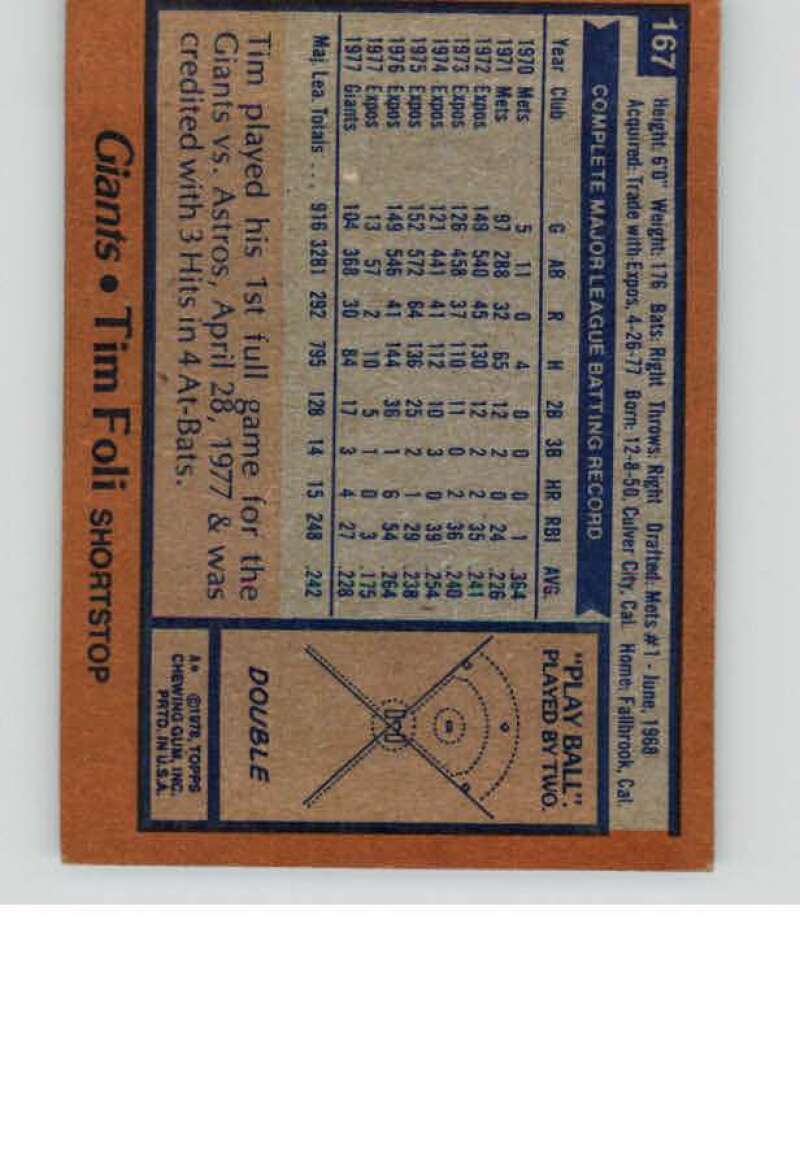 167
Height: 6'0" Weight: 176 Bats: Right Throws: Right Drafted: Mets #1 - June, 1968
Acquired: Trade with Expos, 4-26-77 Born: 12-8-50, Culver City, Cal. Home: Fallbrook, Cal.
COMPLETE MAJOR LEAGUE BATTING RECORD
Year Club G AB R H 2B 3B HR RBI AVG.
1970 Mets 5 11 0 4 0 0 0 1 .364
1971 Mets 97 288 32 65 12 2 0 24 .226
1972 Expos 149 540 45 130 12 2 2 35 .241
1973 Expos 126 458 37 110 11 0 2 36 .240
1974 Expos 121 441 41 112 10 3 0 39 .254
1975 Expos 152 572 64 136 25 2 1 29 .238
1976 Expos 149 546 41 144 36 1 6 54 .264
1977 Expos 13 57 2 10 5 1 0 3 .175
1977 Giants 104 368 30 84 17 3 4 27 .228
Maj. Lea. Totals ... 916 3281 292 795 128 14 15 248 .242
Tim played his 1st full game for the
Giants vs. Astros, April 28, 1977 & was
credited with 3 Hits in 4 At-Bats.
"PLAY BALL":
PLAYED BY TWO.
DOUBLE
A* ©1978, TOPPS
CHEWING GUM, INC.
PRTD. IN U.S.A.
Giants • Tim Foli SHORTSTOP